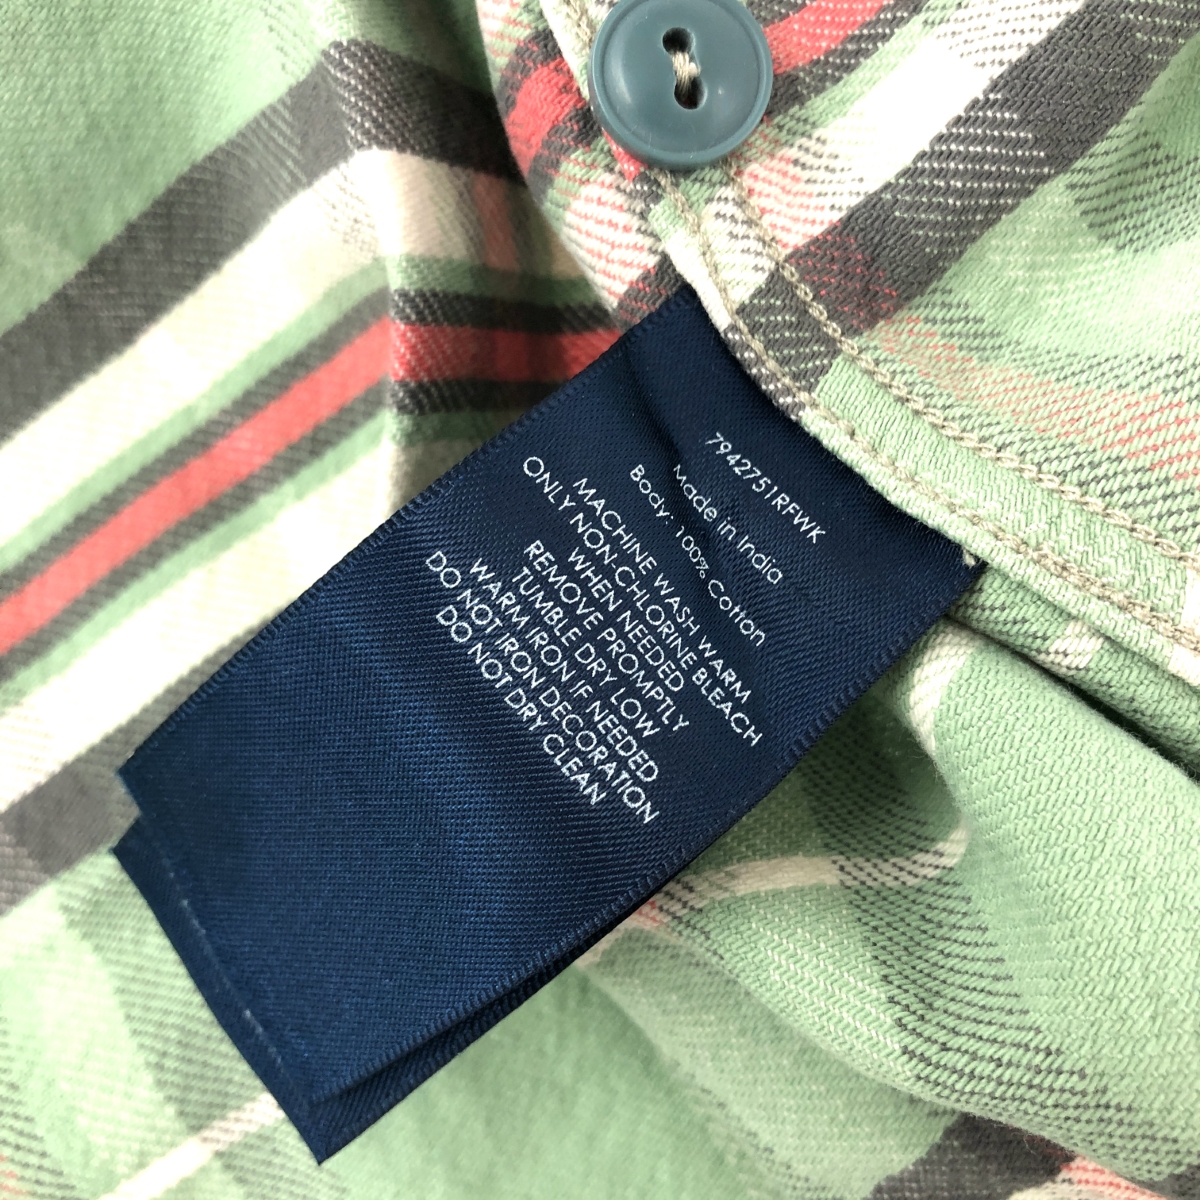 7942751RFWK
Made in India
Body: 100% Cotton
MACHINE WASH WARM
ONLY NON-CHLORINE BLEACH
WHEN NEEDED
REMOVE PROMPTLY
TUMBLE DRY LOW
WARM IRON IF NEEDED
DO NOT IRON DECORATION
DO NOT DRY CLEAN